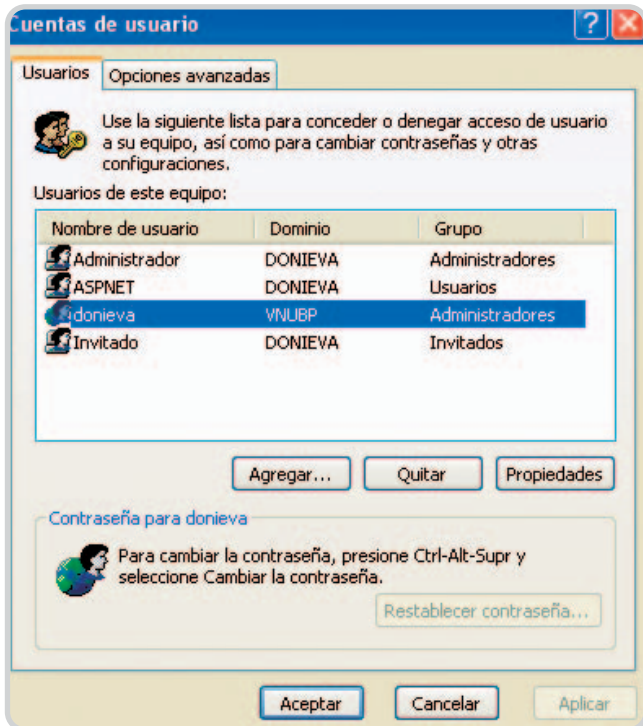 Cuentas de usuario
Usuarios
Opciones avanzadas
Use la siguiente lista para conceder o denegar acceso de usuario
a su equipo, así como para cambiar contraseñas y otras
configuraciones.
Usuarios de este equipo:
Nombre de usuario Dominio Grupo
Administrador DONIEVA Administradores
ASPNET DONIEVA Usuarios
donieva VNUBP Administradores
Invitado DONIEVA Invitados
Agregar... Quitar Propiedades
Contraseña para donieva
Para cambiar la contraseña, presione Ctrl-Alt-Supr y
seleccione Cambiar la contraseña.
Restablecer contraseña...
Aceptar Cancelar Aplicar